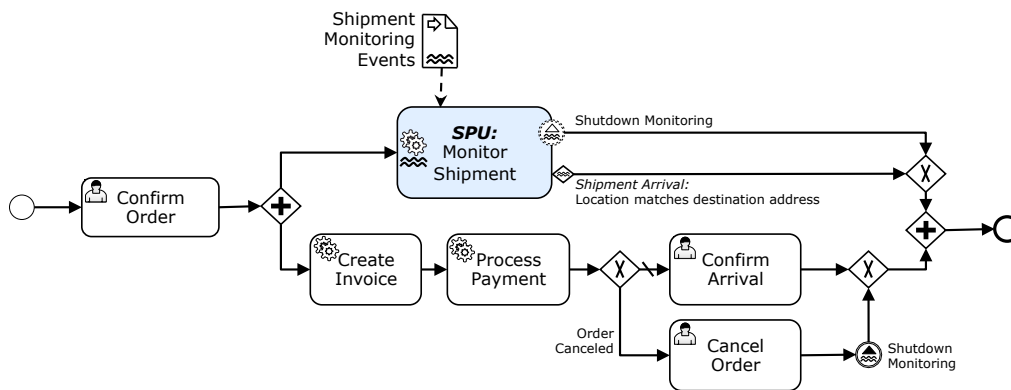 Shipment
Monitoring
Events
SPU:
Monitor
Shipment
Shutdown Monitoring
Shipment Arrival:
Location matches destination address
Confirm
Order
Create
Invoice
Process
Payment
Confirm
Arrival
Order
Canceled
Cancel
Order
Shutdown
Monitoring